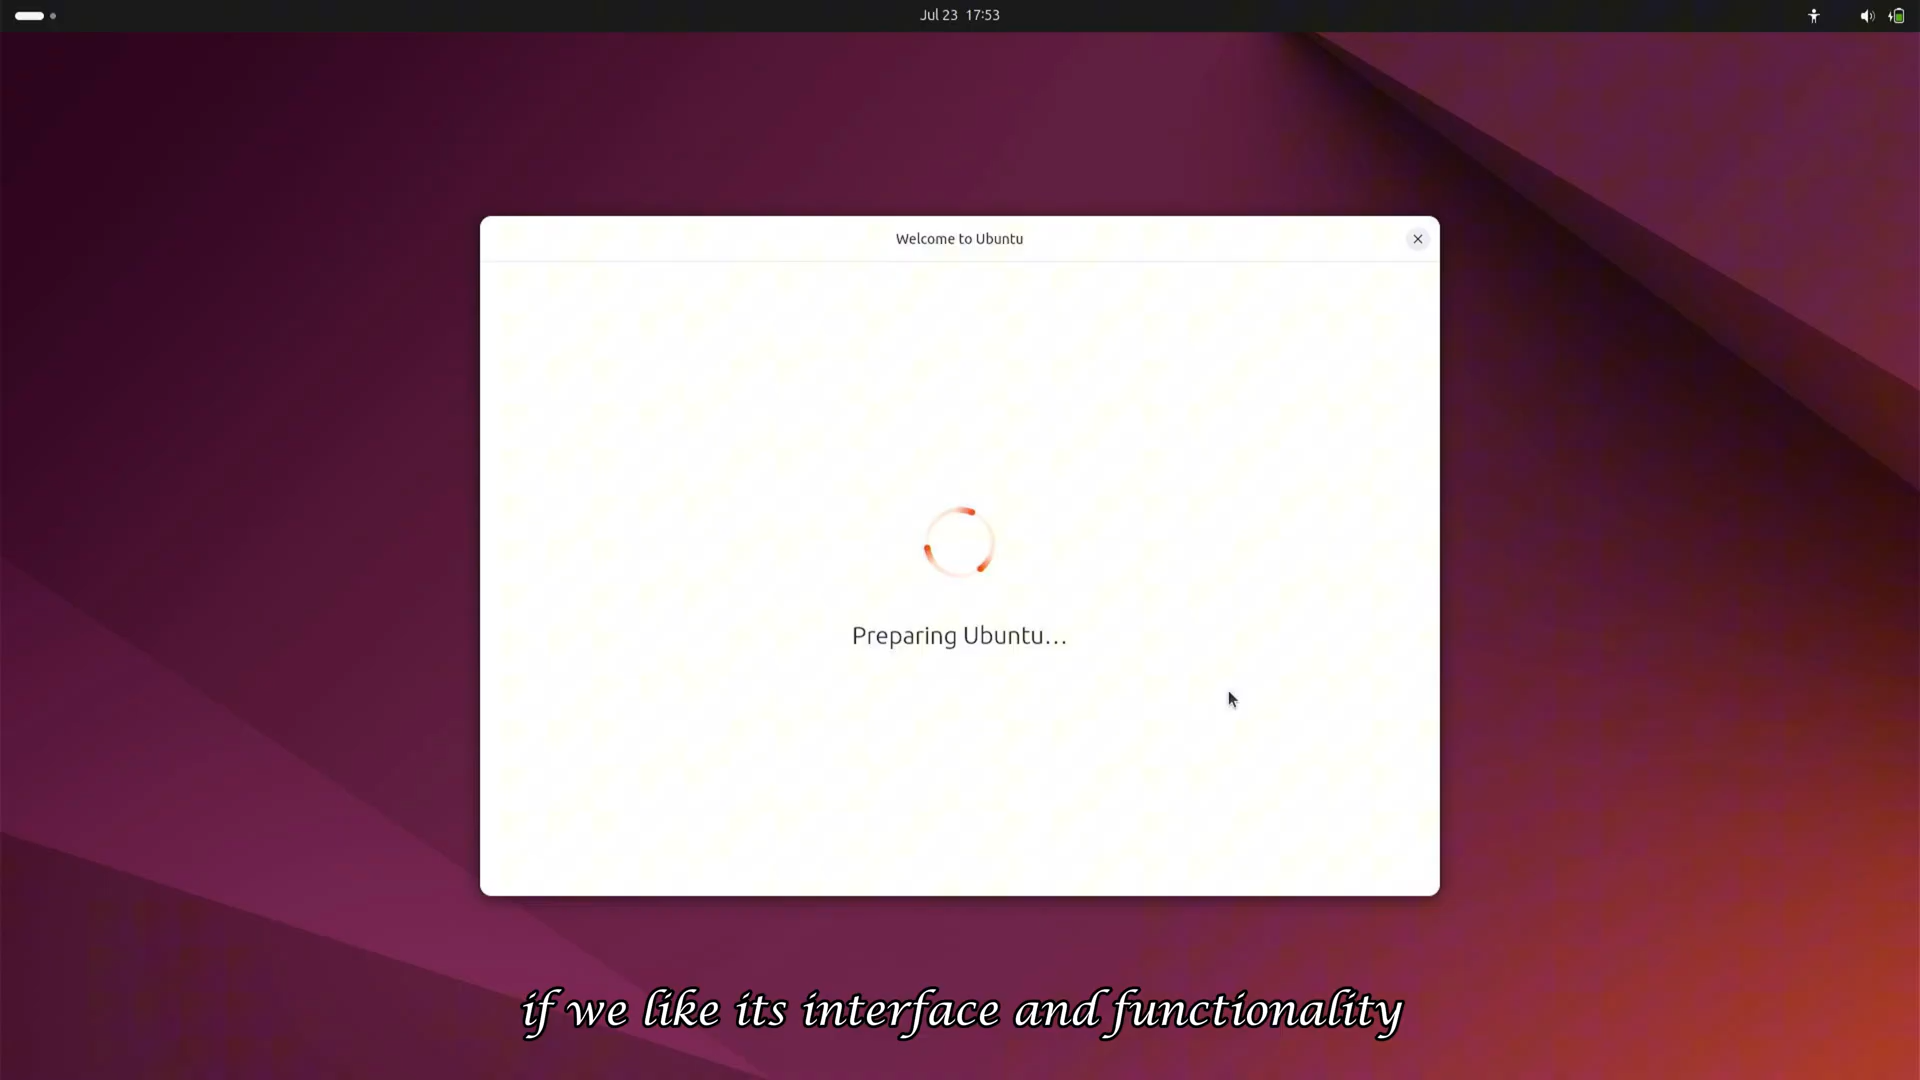 Jul 23 17:53
Welcome to Ubuntu
Preparing Ubuntu...
if we like its interface and functionality